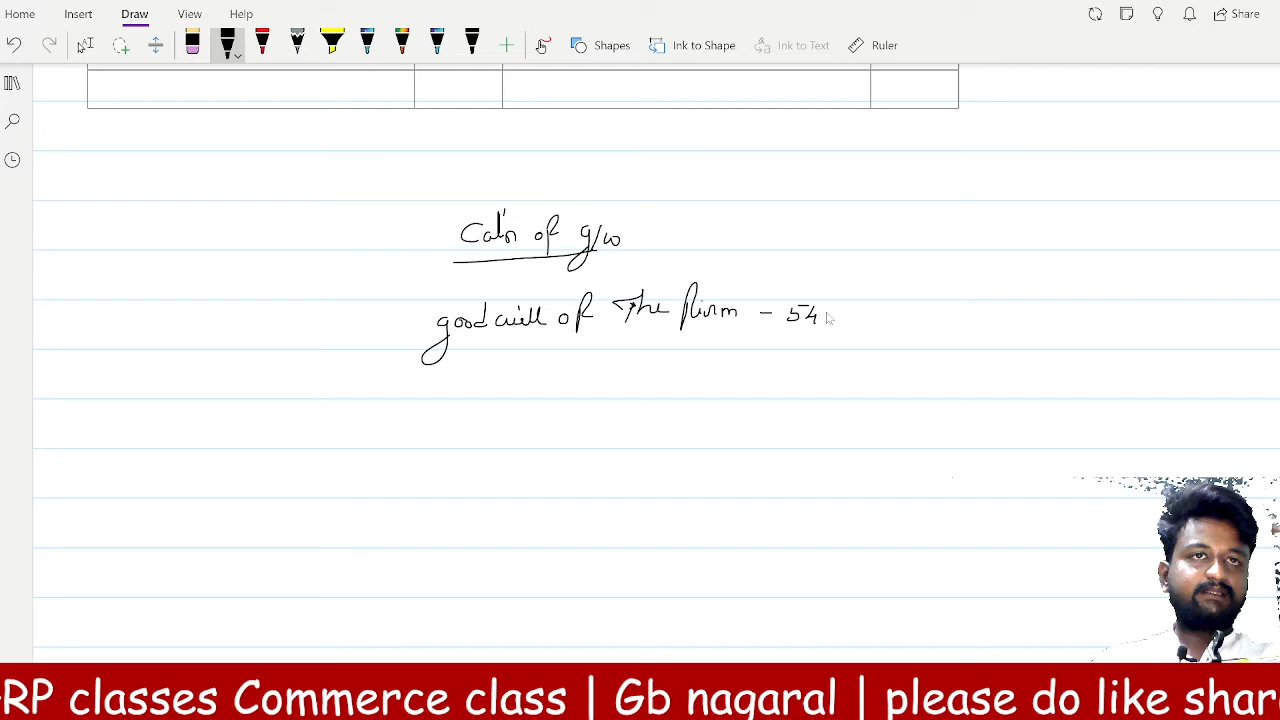 Home Insert Draw View Help Share
Shapes Ink to Shape Ink to Text Ruler
Caln of g/w
goodwill of The firm - 54
RP classes Commerce class | Gb nagaral | please do like shar